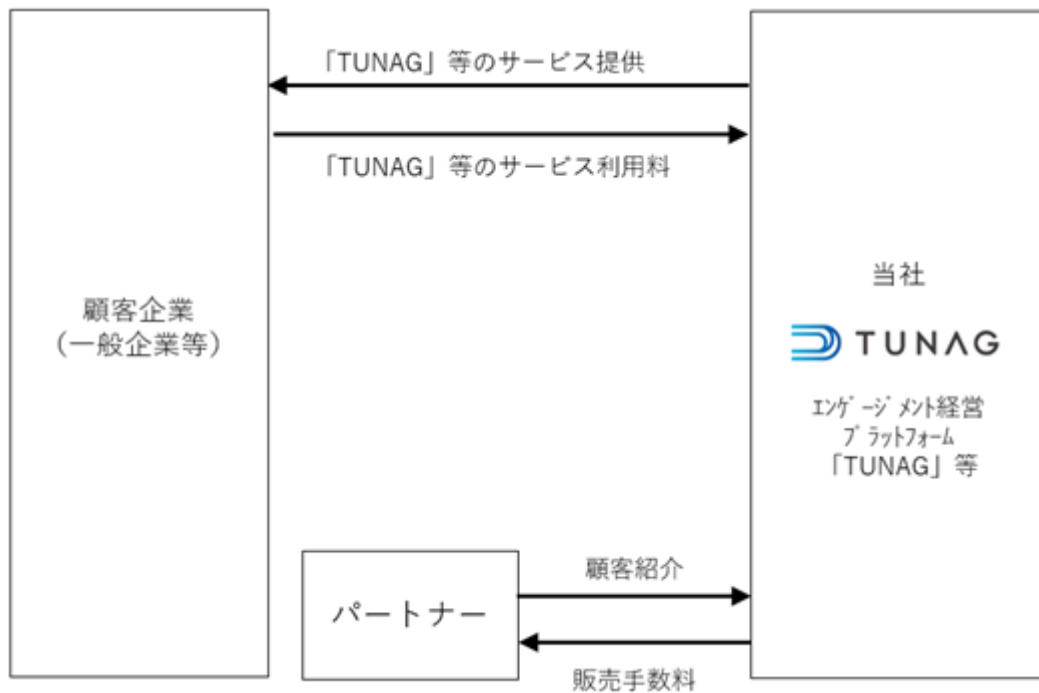 「TUNAG」等のサービス提供
「TUNAG」等のサービス利用料
顧客企業
（一般企業等）
当社
TUNAG
ｴﾝｹﾞｰｼﾞﾒﾝﾄ経営
ﾌﾟﾗｯﾄﾌｫｰﾑ
「TUNAG」等
パートナー
顧客紹介
販売手数料